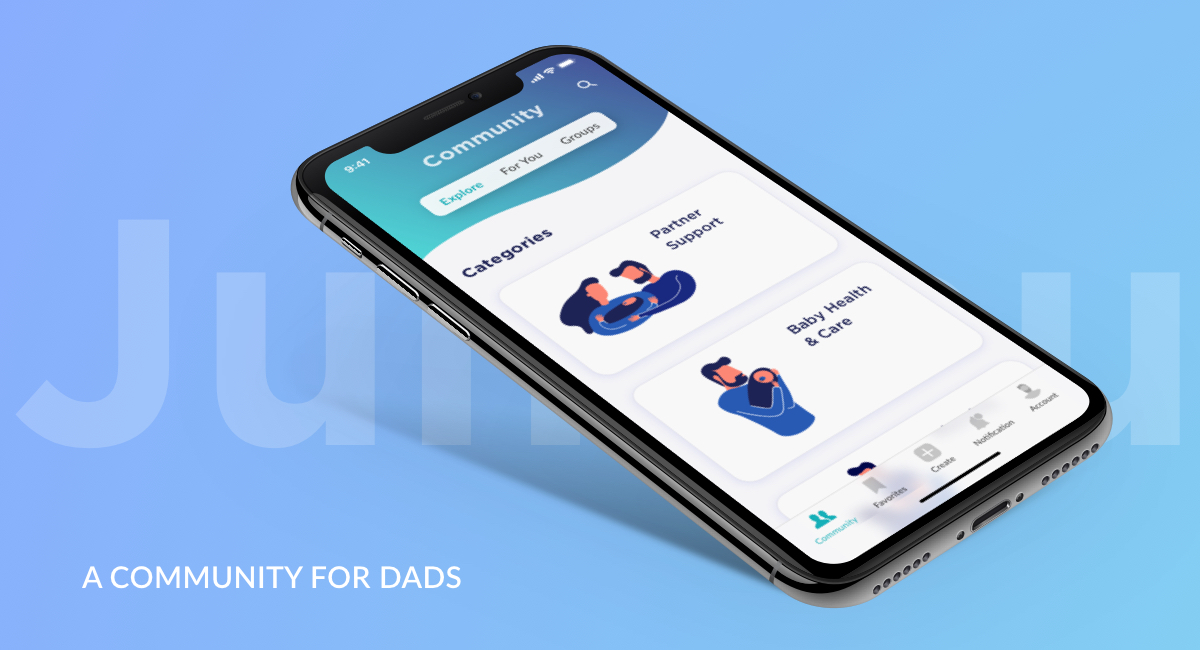 9:41
Community
Explore
For You
Groups
Categories
Partner
Support
Baby Health
& Care
Community
Favorites
Create
Notification
Account
A COMMUNITY FOR DADS